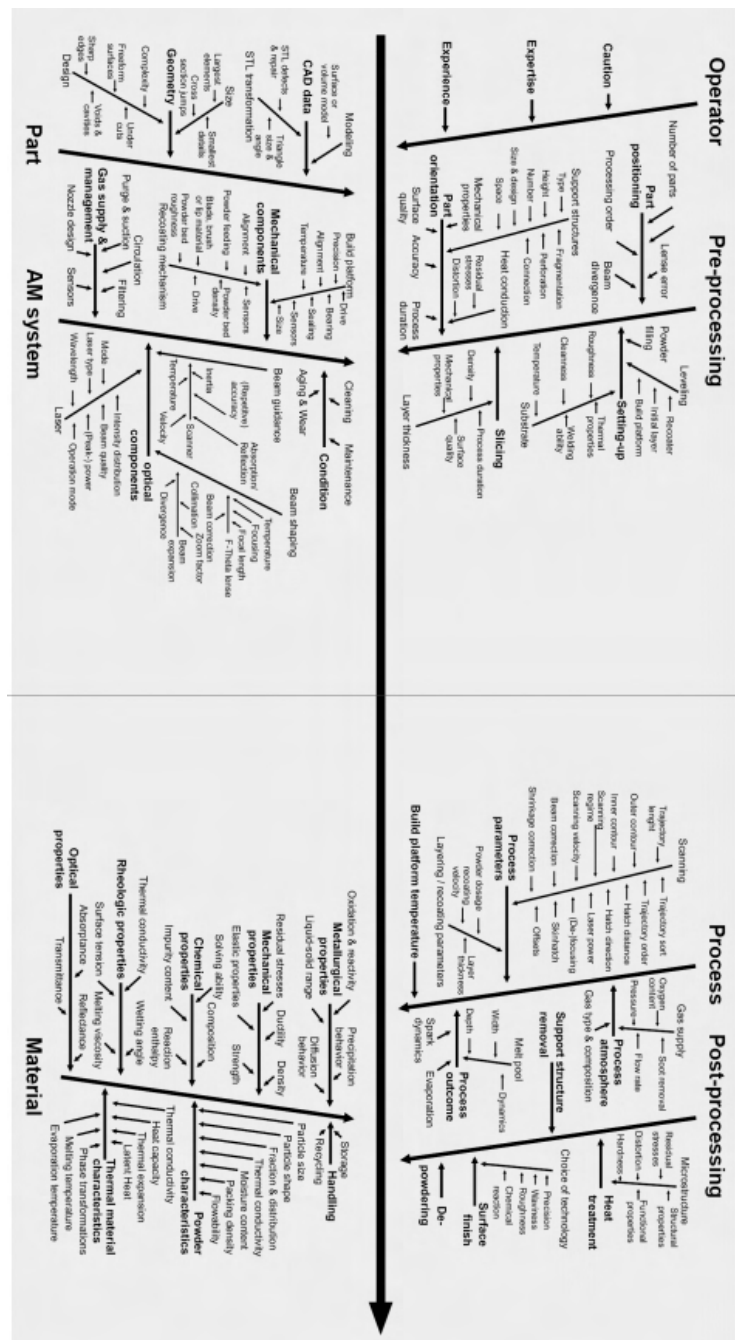 Operator
Caution
Expertise
Experience
Pre-processing
Number of parts
Part
positioning
Processing order
Lense error
Beam
divergence
Support structures
Type
Height
Number
Size & design
Space
Fragmentation
Perforation
Connection
Part
orientation
Mechanical
properties
Surface
quality
Accuracy
Heat conduction
Residual
stresses
Distortion
Process
duration
Leveling
Powder
filling
Recoater
Initial layer
Build platform
Setting-up
Roughness
Cleanness
Temperature
Thermal
properties
Welding
ability
Substrate
Slicing
Density
Mechanical
properties
Process duration
Surface
quality
Layer thickness
Process
Scanning
Trajectory
lenght
Outer contour
Inner contour
Scanning
regime
Scanning velocity
Beam correction
Shrinkage correction
Trajectory sort
Trajectory order
Hatch distance
Hatch direction
Laser power
(De-)focusing
Skin/hatch
Offsets
Process
parameters
Powder dosage
recoating
velocity
Layer
thickness
Layering / recoating parameters
Build platform temperature
Gas supply
Oxygen
content
Pressure
Soot removal
Flow rate
Process
atmosphere
Gas type & composition
Support structure
removal
Melt pool
Width
Depth
Dynamics
Process
outcome
Spark
dynamics
Evaporation
Post-processing
Microstructure
Residual
stresses
Distortion
Hardness
Structural
properties
Functional
properties
Heat
treatment
Choice of technology
Precision
Waviness
Roughness
Chemical
reaction
Surface
finish
De-
powdering
Modeling
Surface or
volume model
CAD data
STL defects
& repair
Triangle
size &
angle
STL transformation
Size
Largest
elements
Cross
section jumps
Smallest
details
Geometry
Complexity
Freeform
surfaces
Sharp
edges
Under
cuts
Voids &
cavities
Design
Part
Build platform
Precision
Alignment
Temperature
Drive
Bearing
Sealing
Sensors
Size
Mechanical
components
Alignment
Powder feeding
Blade, brush
or lip material
Powder bed
roughness
Sensors
Powder bed
density
Drive
Recoating mechanism
Gas supply &
management
Purge & suction
Nozzle design
Circulation
Filtering
Sensors
AM system
Cleaning
Aging & Wear
Maintenance
Condition
Beam guidance
(Repetitive)
accuracy
Inertia
Temperature
Absorption/
Reflection
Scanner
Velocity
Beam shaping
Temperature
Focusing
Focal length
F-Theta lense
Beam correction
Zoom factor
Collimation
Beam
expansion
Divergence
optical
components
Mode
Laser type
Wavelength
Intensity distribution
Beam quality
(Peak-) power
Operation mode
Laser
Oxidation & reactivity
Metallurgical
properties
Liquid-solid range
Precipitation
behavior
Diffusion
behavior
Residual stresses
Mechanical
properties
Elastic properties
Ductility
Density
Strength
Solving ability
Chemical
properties
Impurity content
Composition
Reaction
enthalpy
Thermal conductivity
Rheologic properties
Surface tension
Wetting angle
Melting viscosity
Optical
properties
Absorptance
Transmittance
Reflectance
Material
Storage
Handling
Recycling
Particle size
Particle shape
Fraction & distribution
Thermal conductivity
Moisture content
Packing density
Flowability
Powder
characteristics
Thermal conductivity
Heat capacity
Thermal expansion
Latent Heat
Thermal material
characteristics
Phase transformations
Melting temperature
Evaporation temperature